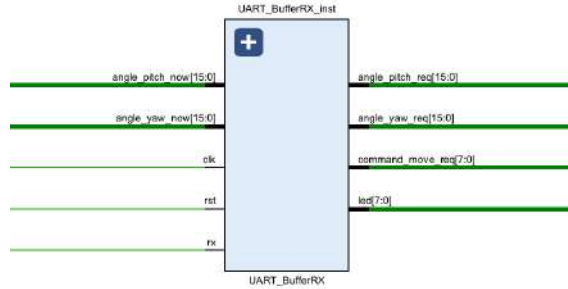 UART_BufferRX_inst
angle_pitch_now[15:0]
angle_pitch_req[15:0]
angle_yaw_now[15:0]
angle_yaw_req[15:0]
clk
command_move_req[7:0]
rst
led[7:0]
rx
UART_BufferRX